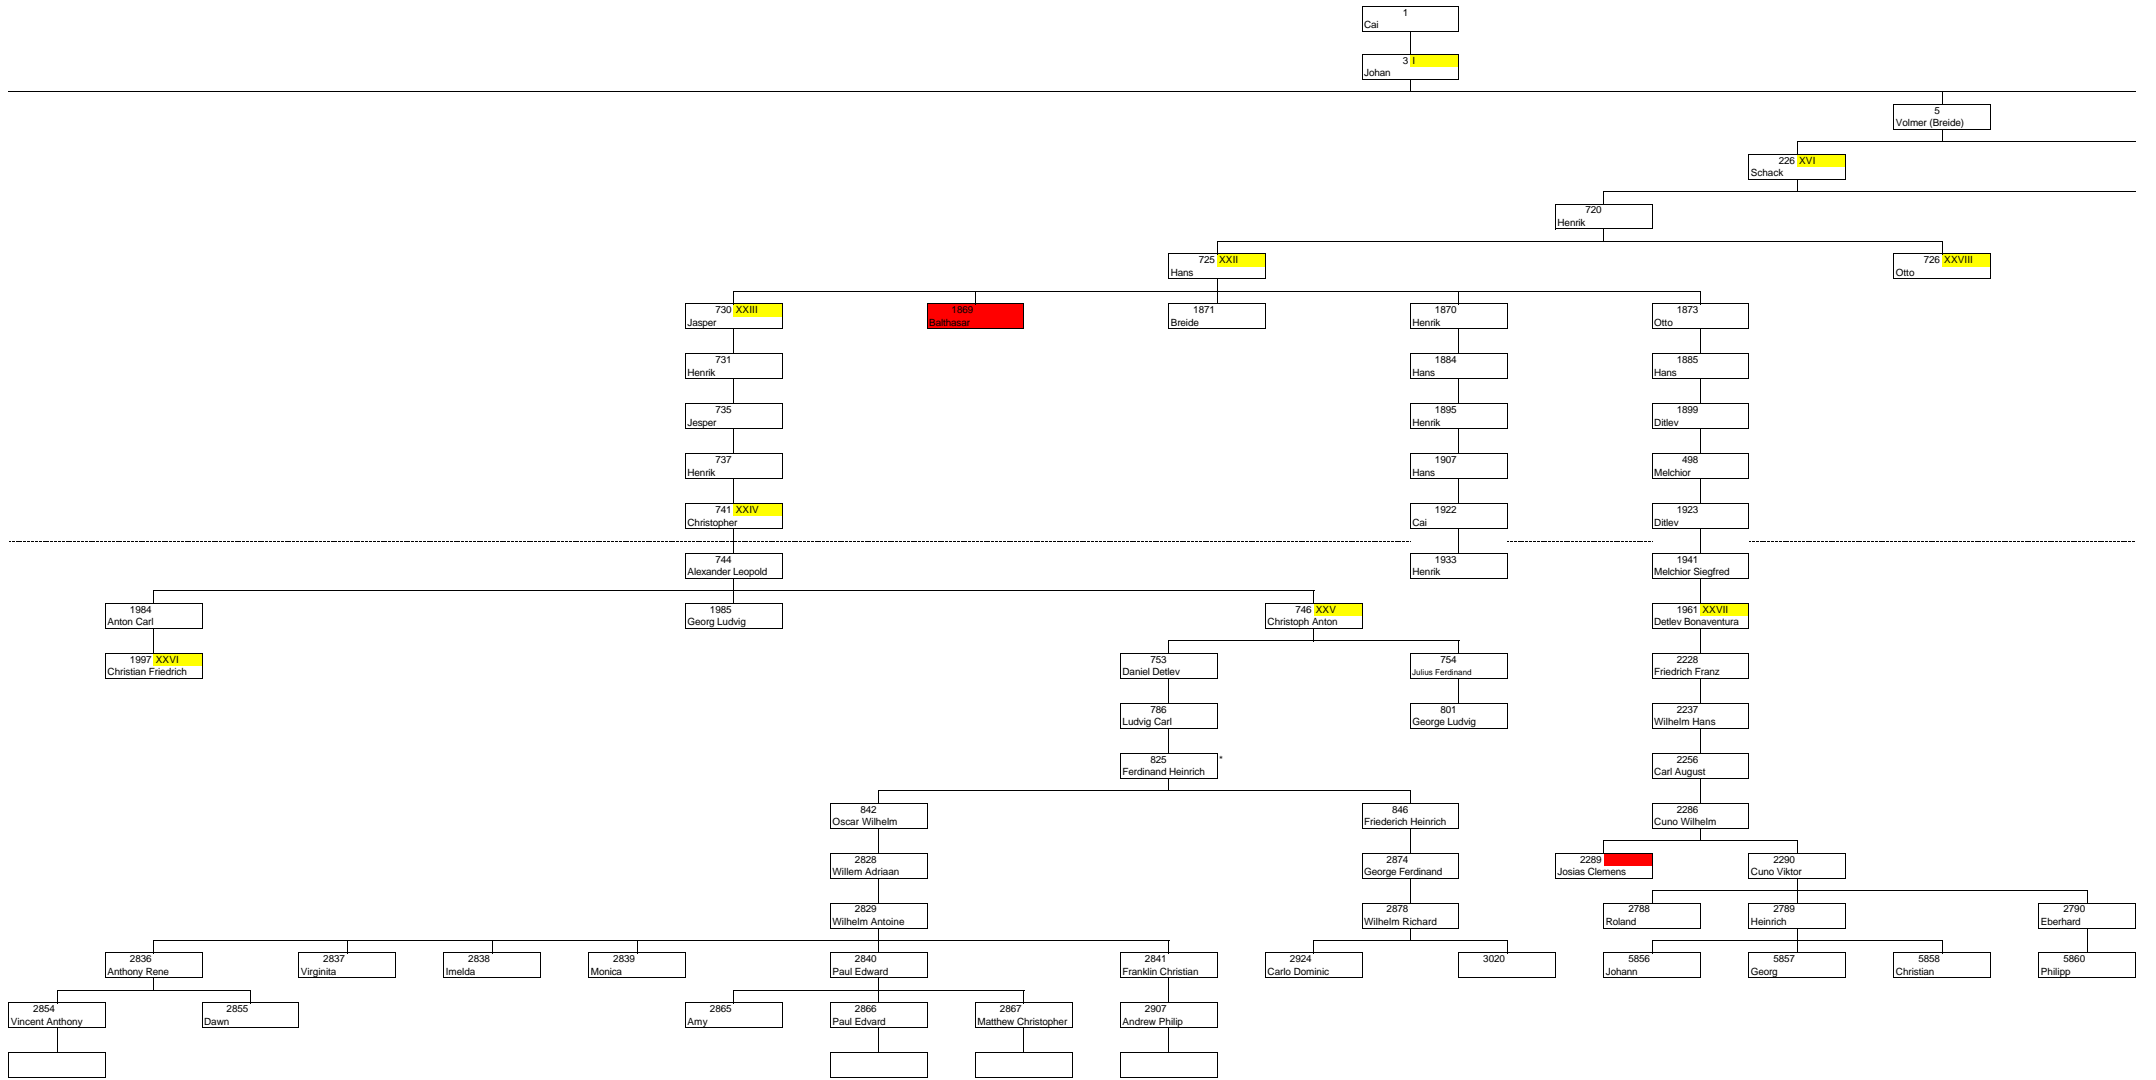 1
Cai
3 I
Johan
5
Volmer (Breide)
226 XVI
Schack
720
Henrik
725 XXII
Hans
726 XXVIII
Otto
730 XXIII
Jasper
1869
Balthasar
1871
Breide
1870
Henrik
1873
Otto
731
Henrik
1884
Hans
1885
Hans
735
Jesper
1895
Henrik
1899
Ditlev
737
Henrik
1907
Hans
498
Melchior
741 XXIV
Christopher
1922
Cai
1923
Ditlev
744
Alexander Leopold
1933
Henrik
1941
Melchior Siegfred
1984
Anton Carl
1985
Georg Ludvig
746 XXV
Christoph Anton
1961 XXVII
Detlev Bonaventura
1997 XXVI
Christian Friedrich
753
Daniel Detlev
754
Julius Ferdinand
2228
Friedrich Franz
786
Ludvig Carl
801
George Ludvig
2237
Wilhelm Hans
825 *
Ferdinand Heinrich
2256
Carl August
842
Oscar Wilhelm
846
Friederich Heinrich
2286
Cuno Wilhelm
2828
Willem Adriaan
2874
George Ferdinand
2289
Josias Clemens
2290
Cuno Viktor
2829
Wilhelm Antoine
2878
Wilhelm Richard
2788
Roland
2789
Heinrich
2790
Eberhard
2836
Anthony Rene
2837
Virginita
2838
Imelda
2839
Monica
2840
Paul Edward
2841
Franklin Christian
2924
Carlo Dominic
3020
5856
Johann
5857
Georg
5858
Christian
5860
Philipp
2854
Vincent Anthony
2855
Dawn
2865
Amy
2866
Paul Edvard
2867
Matthew Christopher
2907
Andrew Philip